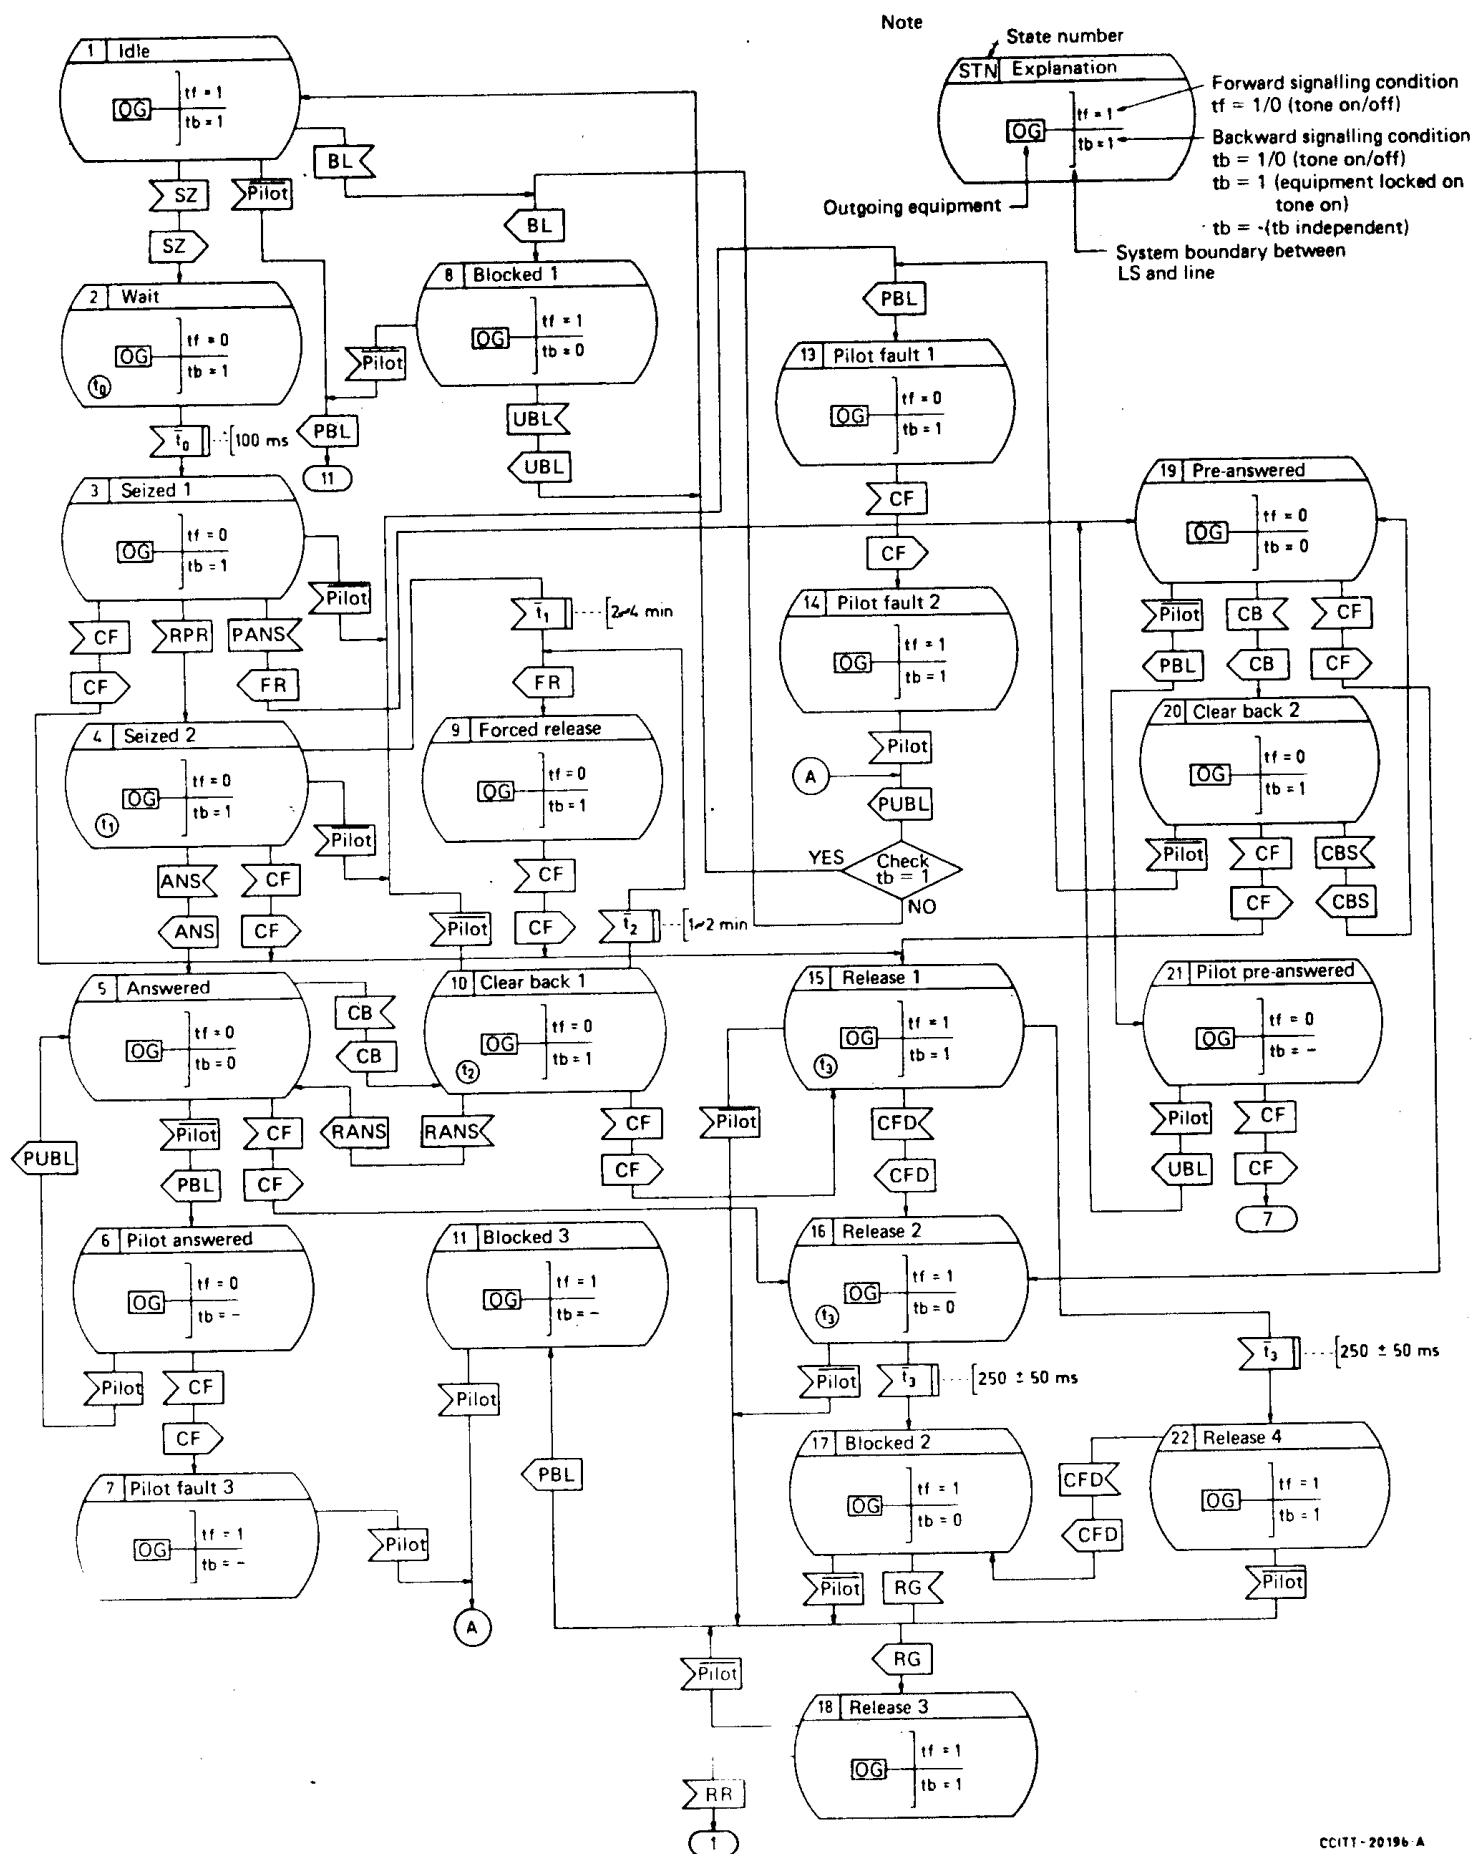 Note
State number
STN Explanation
OG
tf = 1
tb = 1
Forward signalling condition
tf = 1/0 (tone on/off)
Backward signalling condition
tb = 1/0 (tone on/off)
tb = 1 (equipment locked on
tone on)
tb = -(tb independent)
Outgoing equipment
System boundary between
LS and line
1 Idle
OG
tf = 1
tb = 1
SZ
Pilot
BL
SZ
BL
2 Wait
OG
tf = 0
tb = 1
t0
t0
100 ms
PBL
11
8 Blocked 1
OG
tf = 1
tb = 0
Pilot
UBL
UBL
PBL
13 Pilot fault 1
OG
tf = 0
tb = 1
CF
CF
3 Seized 1
OG
tf = 0
tb = 1
Pilot
CF
RPR
PANS
CF
FR
t1
2~4 min
FR
14 Pilot fault 2
OG
tf = 1
tb = 1
Pilot
A
PUBL
Check
tb = 1
YES
NO
19 Pre-answered
OG
tf = 0
tb = 0
Pilot
CB
CF
PBL
CB
CF
4 Seized 2
OG
tf = 0
tb = 1
t1
Pilot
ANS
CF
ANS
CF
9 Forced release
OG
tf = 0
tb = 1
CF
CF
Pilot
t2
1~2 min
20 Clear back 2
OG
tf = 0
tb = 1
Pilot
CF
CBS
CF
CBS
5 Answered
OG
tf = 0
tb = 0
CB
CB
Pilot
CF
RANS
RANS
PUBL
PBL
CF
10 Clear back 1
OG
tf = 0
tb = 1
t2
CF
CF
15 Release 1
OG
tf = 1
tb = 1
t3
Pilot
CFD
CFD
21 Pilot pre-answered
OG
tf = 0
tb = -
Pilot
CF
UBL
CF
7
6 Pilot answered
OG
tf = 0
tb = -
Pilot
CF
CF
11 Blocked 3
OG
tf = 1
tb = -
Pilot
PBL
16 Release 2
OG
tf = 1
tb = 0
t3
Pilot
t3
250 ± 50 ms
t3
250 ± 50 ms
7 Pilot fault 3
OG
tf = 1
tb = -
Pilot
A
17 Blocked 2
OG
tf = 1
tb = 0
Pilot
RG
CFD
CFD
22 Release 4
OG
tf = 1
tb = 1
Pilot
RG
Pilot
18 Release 3
OG
tf = 1
tb = 1
RR
1
CCITT - 20196 A